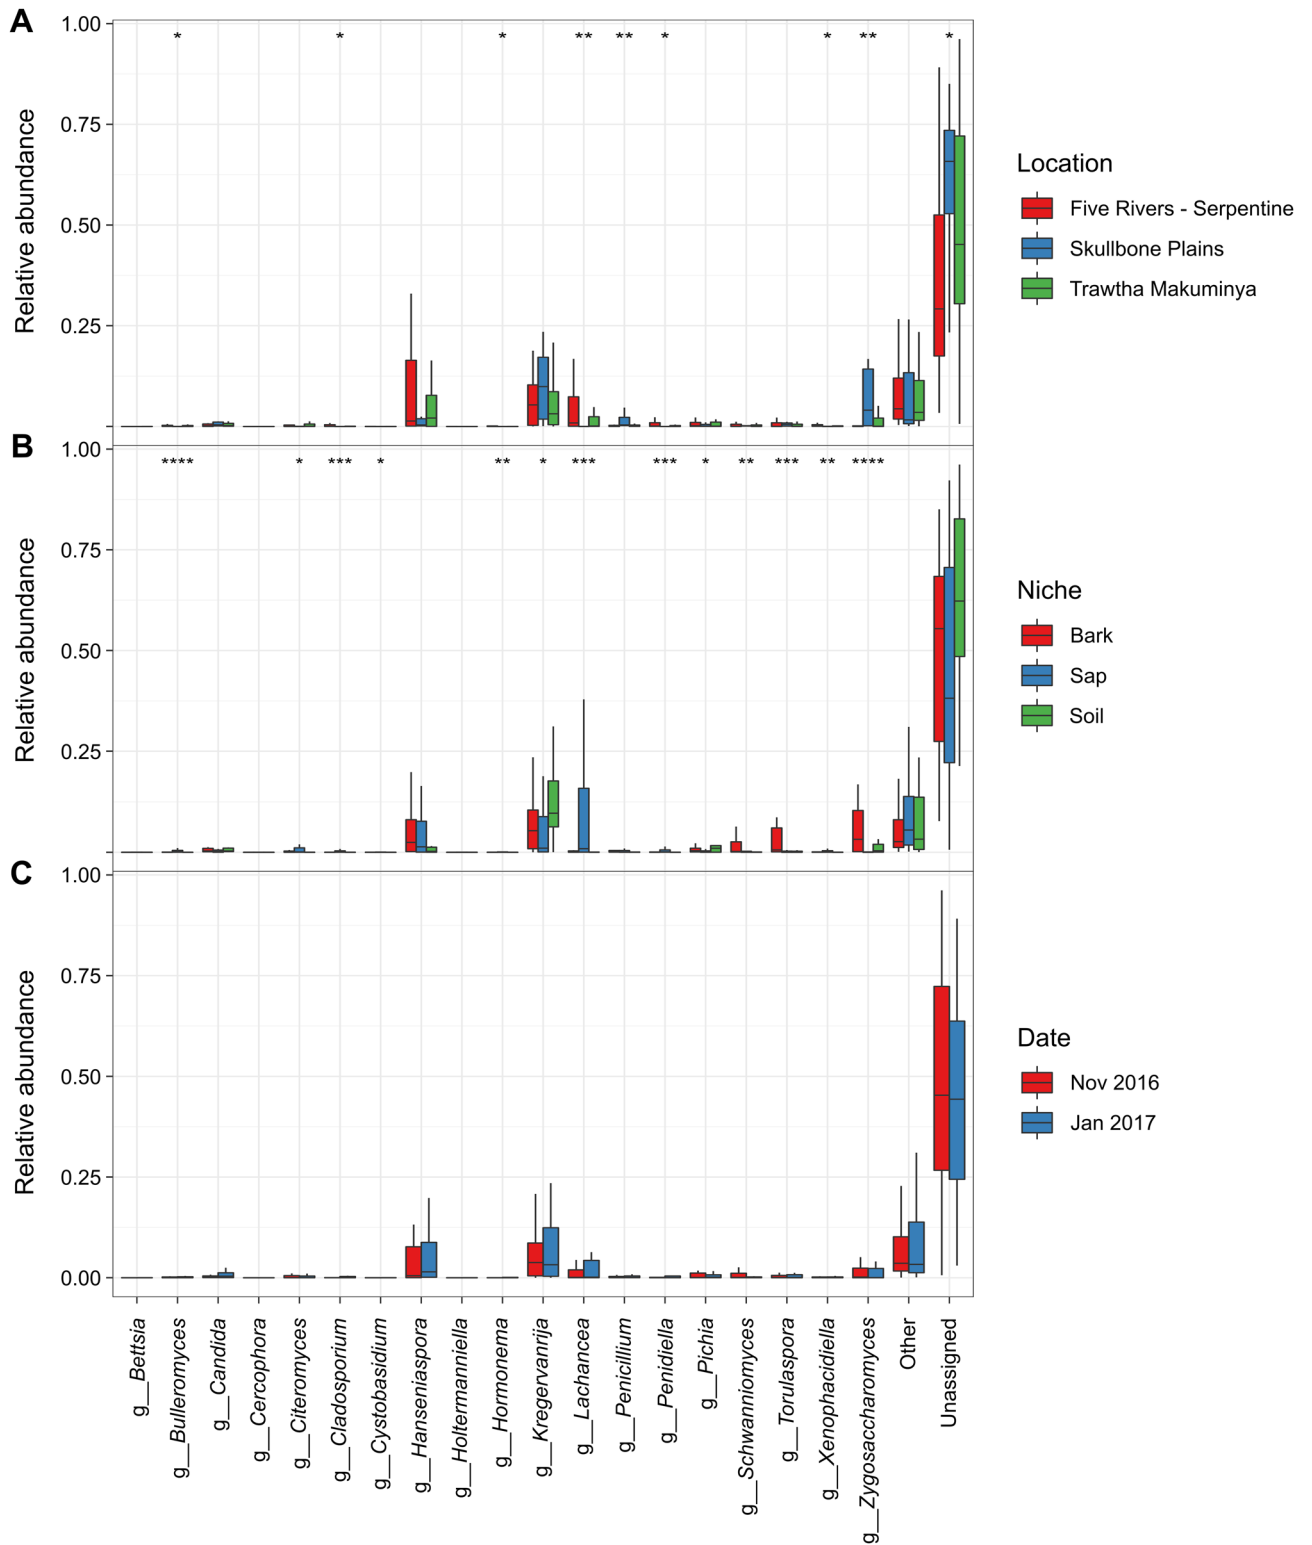 A
1.00
* * * ** ** * * ** *
0.75
0.50
0.25
Relative abundance
Location
Five Rivers - Serpentine
Skullbone Plains
Trawtha Makuminya
B
1.00
**** * *** * ** * *** *** * ** *** ** ****
0.75
0.50
0.25
Relative abundance
Niche
Bark
Sap
Soil
C
1.00
0.75
0.50
0.25
0.00
Relative abundance
Date
Nov 2016
Jan 2017
g__Bettsia
g__Bulleromyces
g__Candida
g__Cercophora
g__Citeromyces
g__Cladosporium
g__Cystobasidium
g__Hanseniaspora
g__Holtermanniella
g__Hormonema
g__Kregervanrija
g__Lachancea
g__Penicillium
g__Penidiella
g__Pichia
g__Schwanniomyces
g__Torulaspora
g__Xenophacidiella
g__Zygosaccharomyces
Other
Unassigned